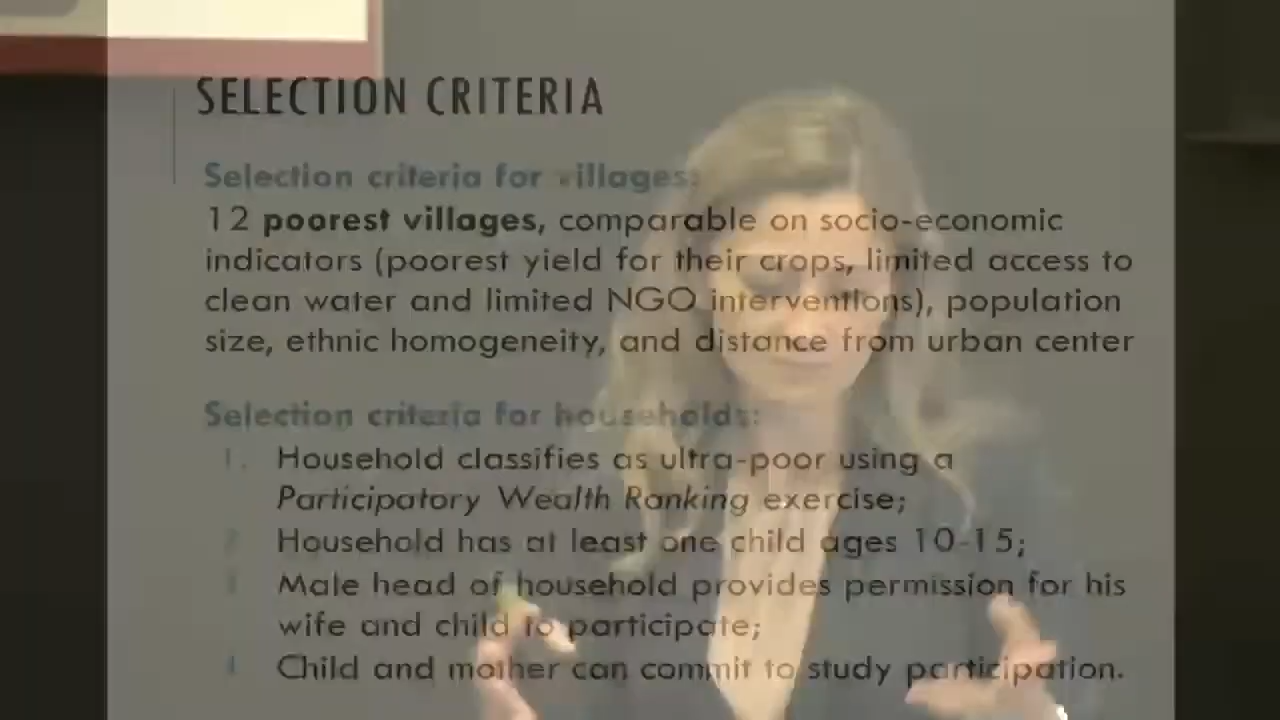 SELECTION CRITERIA
Selection criteria for villages:
12 poorest villages, comparable on socio-economic
indicators (poorest yield for their crops, limited access to
clean water and limited NGO interventions), population
size, ethnic homogeneity, and distance from urban center
Selection criteria for households:
1. Household classifies as ultra-poor using a
Participatory Wealth Ranking exercise;
2 Household has at least one child ages 10-15;
3 Male head of household provides permission for his
wife and child to participate;
4 Child and mother can commit to study participation.